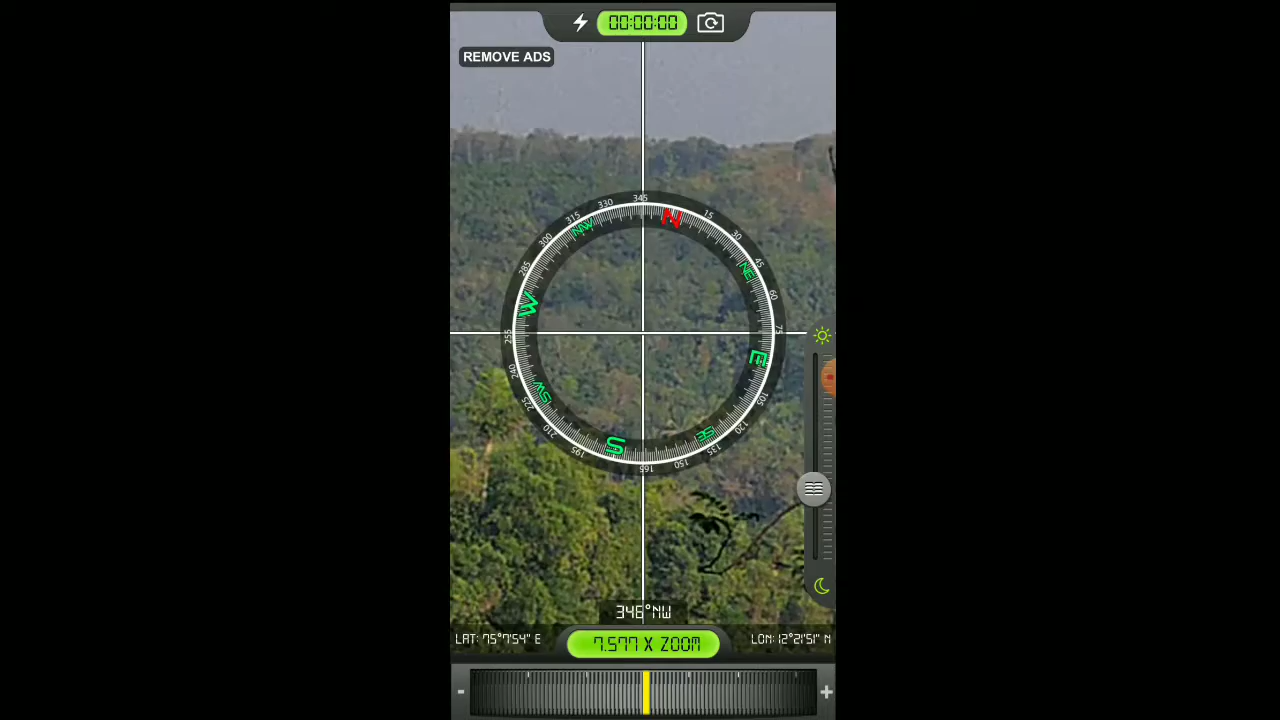 00:00:00
REMOVE ADS
345
330
N
15
315
NW
30
300
45
NE
285
60
W
75
255
E
240
105
SW
225
120
SE
210
135
S
195
150
165
346°NW
LAT: 75°7'54" E
7.577 X ZOOM
LON:12°21'51" N
-
+